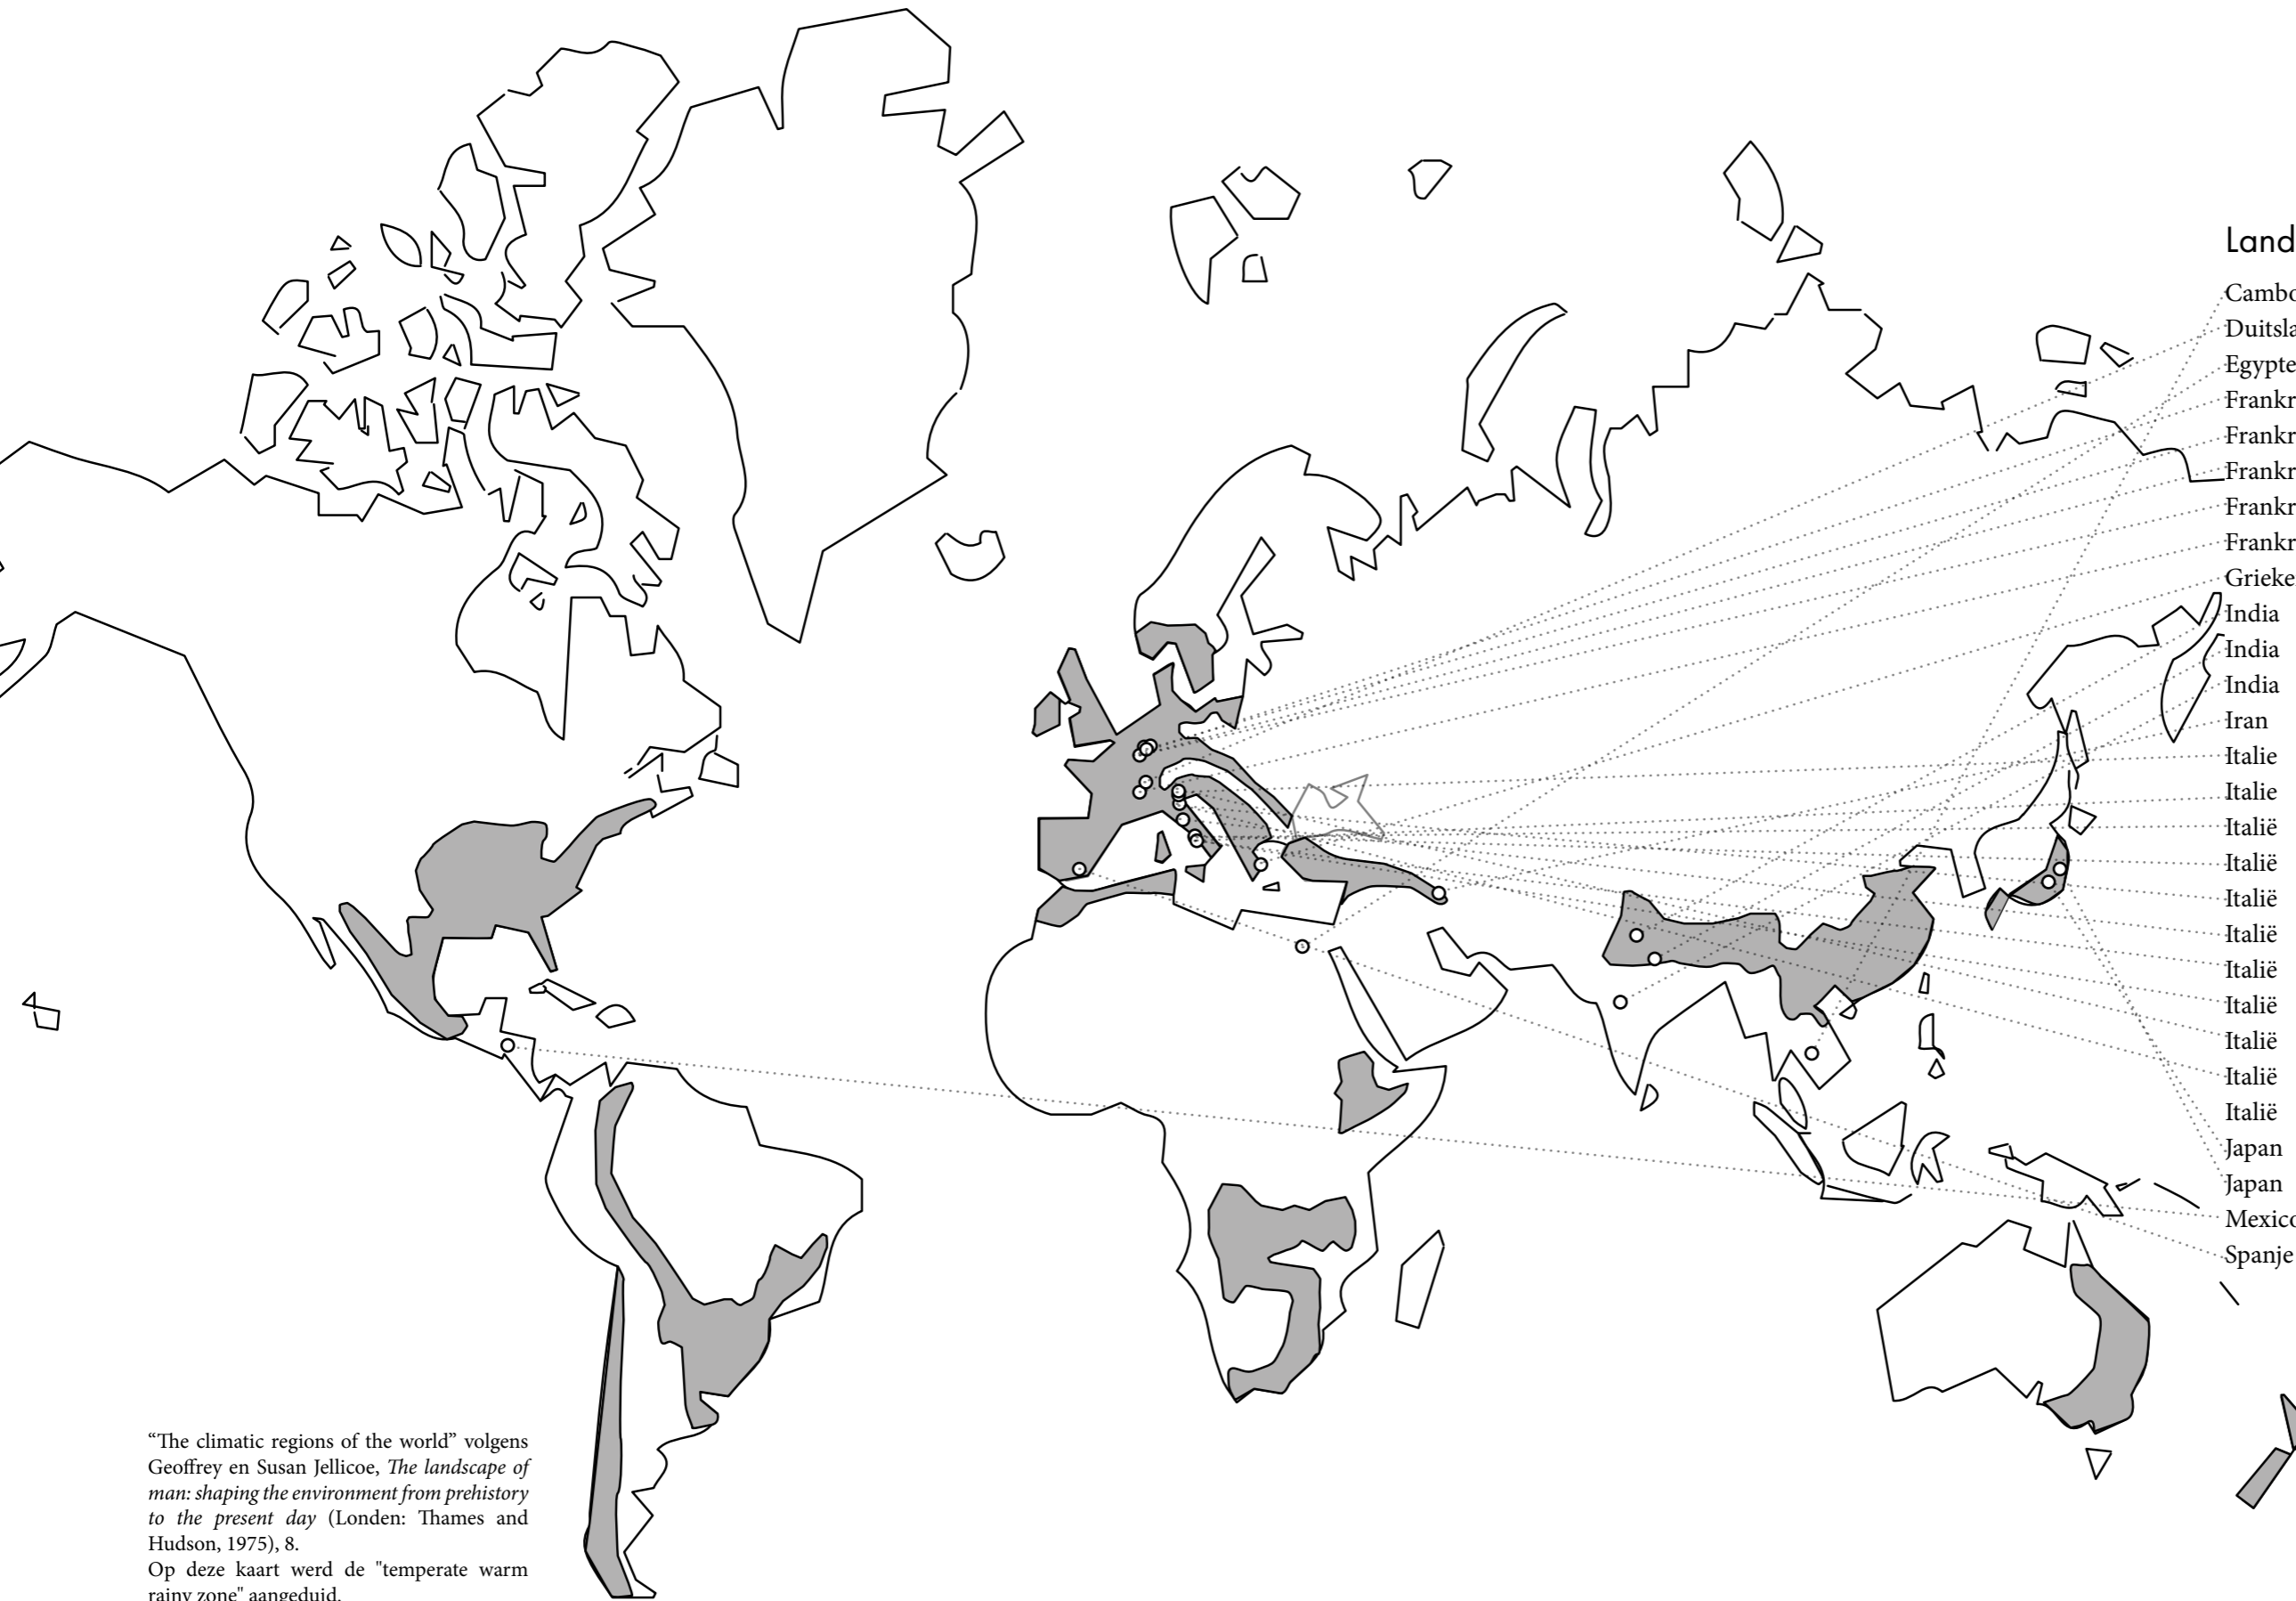 Land
Cambo
Duitsla
Egypte
Frankr
Frankr
Frankr
Frankr
Frankr
Grieke
India
India
India
Iran
Italie
Italie
Italië
Italië
Italië
Italië
Italië
Italië
Italië
Italië
Italië
Japan
Japan
Mexico
Spanje
“The climatic regions of the world” volgens
Geoffrey en Susan Jellicoe, The landscape of
man: shaping the environment from prehistory
to the present day (Londen: Thames and
Hudson, 1975), 8.
Op deze kaart werd de "temperate warm
rainy zone" aangeduid.